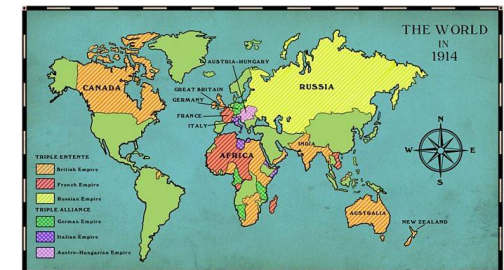 THE WORLD
IN
1914
AUSTRIA-HUNGARY
CANADA
RUSSIA
GREAT BRITAIN
GERMANY
FRANCE
ITALY
N
W
E
S
INDIA
AFRICA
TRIPLE ENTENTE
British Empire
French Empire
Russian Empire
TRIPLE ALLIANCE
German Empire
Italian Empire
Austro-Hungarian Empire
AUSTRALIA
NEW ZEALAND